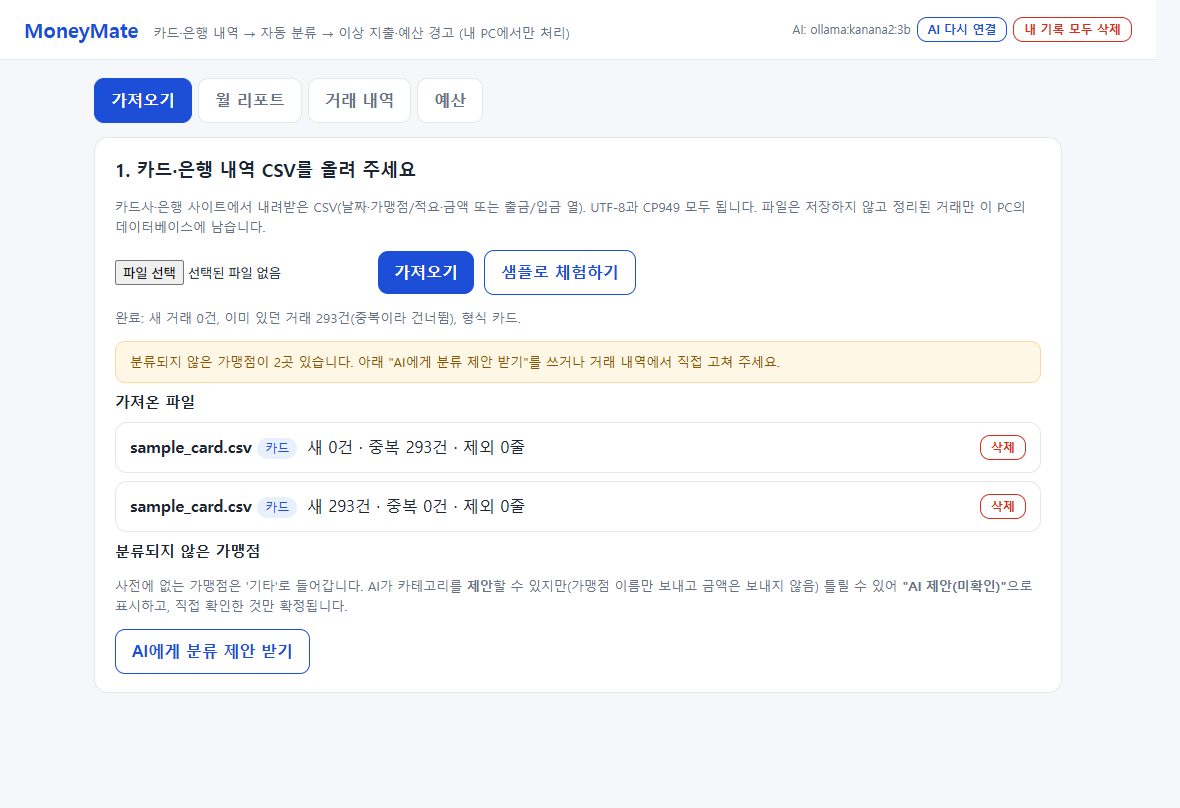 MoneyMate 카드·은행 내역 → 자동 분류 → 이상 지출·예산 경고 (내 PC에서만 처리) AI: ollama:kanana2:3b AI 다시 연결 내 기록 모두 삭제
가져오기 월 리포트 거래 내역 예산
1. 카드·은행 내역 CSV를 올려 주세요
카드사·은행 사이트에서 내려받은 CSV(날짜·가맹점/적요·금액 또는 출금/입금 열). UTF-8과 CP949 모두 됩니다. 파일은 저장하지 않고 정리된 거래만 이 PC의
데이터베이스에 남습니다.
파일 선택 선택된 파일 없음 가져오기 샘플로 체험하기
완료: 새 거래 0건, 이미 있던 거래 293건(중복이라 건너뜀), 형식 카드.
분류되지 않은 가맹점이 2곳 있습니다. 아래 "AI에게 분류 제안 받기"를 쓰거나 거래 내역에서 직접 고쳐 주세요.
가져온 파일
sample_card.csv 카드 새 0건 · 중복 293건 · 제외 0줄 삭제
sample_card.csv 카드 새 293건 · 중복 0건 · 제외 0줄 삭제
분류되지 않은 가맹점
사전에 없는 가맹점은 '기타'로 들어갑니다. AI가 카테고리를 제안할 수 있지만(가맹점 이름만 보내고 금액은 보내지 않음) 틀릴 수 있어 "AI 제안(미확인)"으로
표시하고, 직접 확인한 것만 확정됩니다.
AI에게 분류 제안 받기